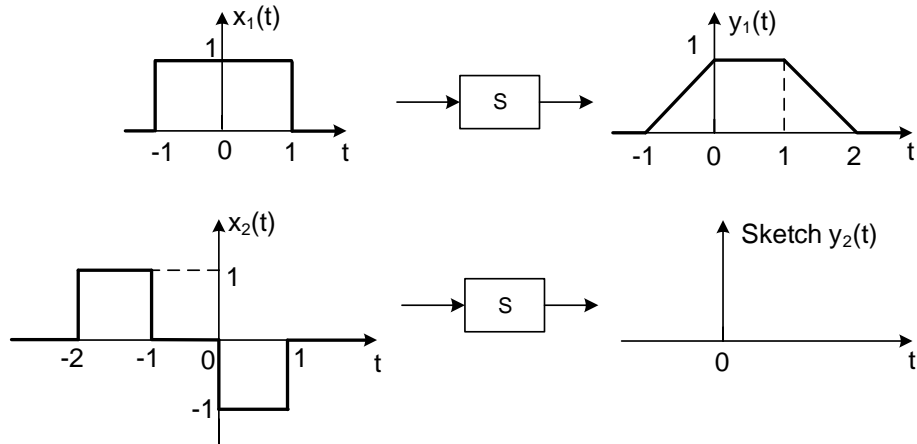 x₁(t)
1
-1 0 1 t
S
y₁(t)
1
-1 0 1 2 t
x₂(t)
1
-2 -1 0 1 t
-1
S
Sketch y₂(t)
0 t